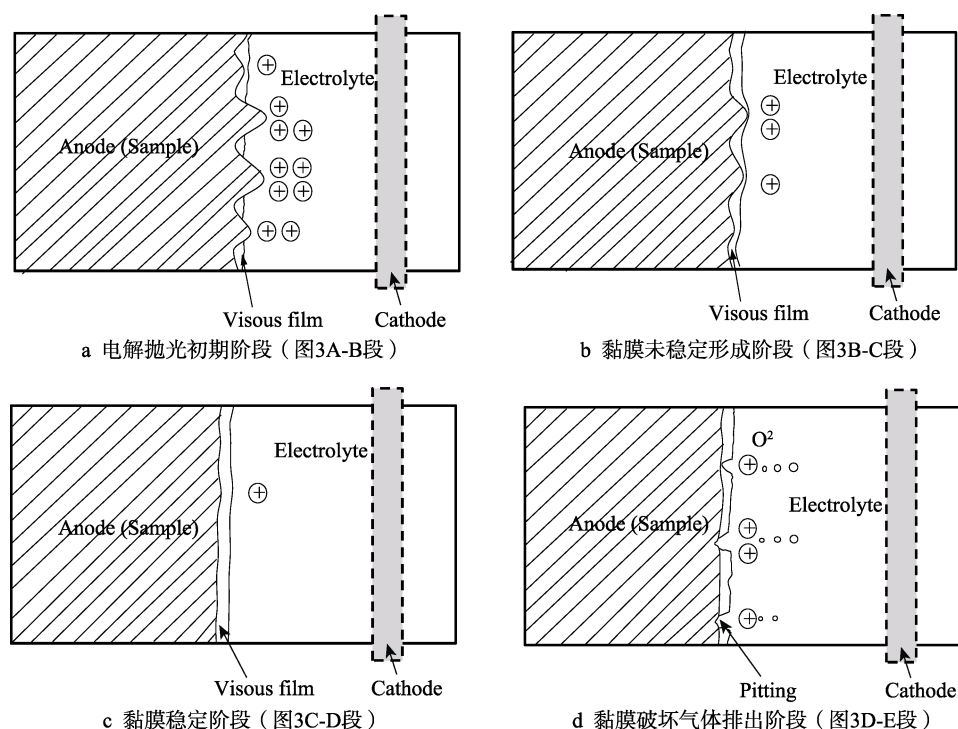 Electrolyte
Anode (Sample)
Visous film
Cathode
a 电解抛光初期阶段（图3A-B段）
Electrolyte
Anode (Sample)
Visous film
Cathode
b 黏膜未稳定形成阶段（图3B-C段）
Electrolyte
Anode (Sample)
Visous film
Cathode
c 黏膜稳定阶段（图3C-D段）
O²
Electrolyte
Anode (Sample)
Pitting
Cathode
d 黏膜破坏气体排出阶段（图3D-E段）